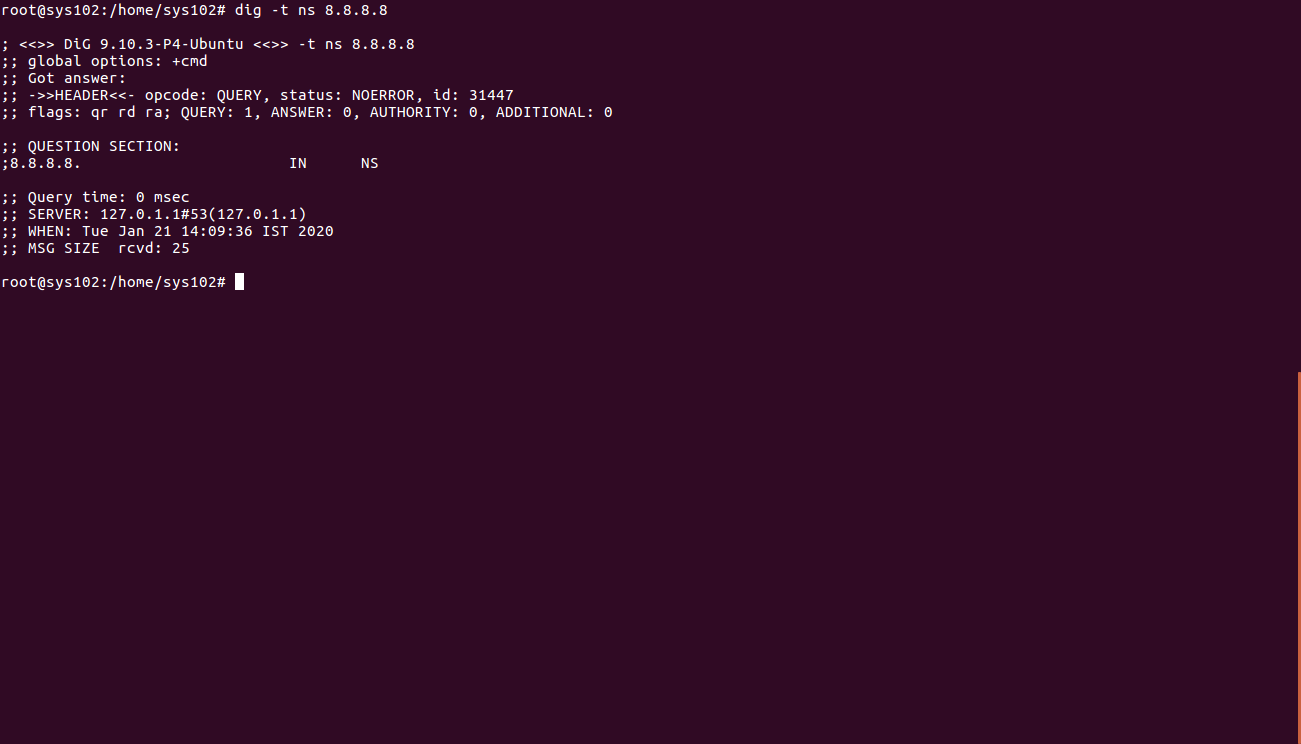 root@sys102:/home/sys102# dig -t ns 8.8.8.8
; <<>> DiG 9.10.3-P4-Ubuntu <<>> -t ns 8.8.8.8
;; global options: +cmd
;; Got answer:
;; ->>HEADER<<- opcode: QUERY, status: NOERROR, id: 31447
;; flags: qr rd ra; QUERY: 1, ANSWER: 0, AUTHORITY: 0, ADDITIONAL: 0
;; QUESTION SECTION:
;8.8.8.8. IN NS
;; Query time: 0 msec
;; SERVER: 127.0.1.1#53(127.0.1.1)
;; WHEN: Tue Jan 21 14:09:36 IST 2020
;; MSG SIZE  rcvd: 25
root@sys102:/home/sys102#